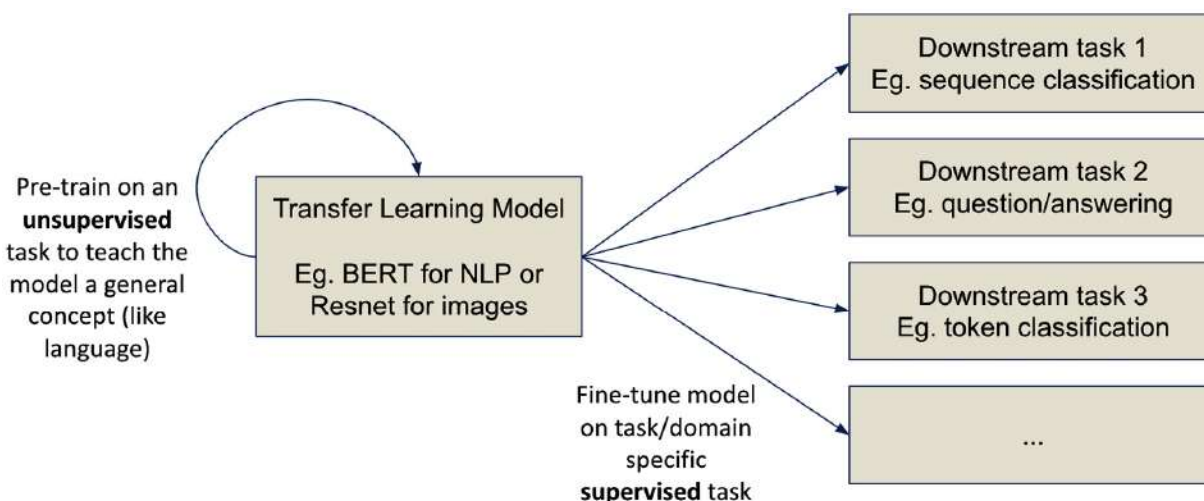 Pre-train on an
unsupervised
task to teach the
model a general
concept (like
language)
Transfer Learning Model
Eg. BERT for NLP or
Resnet for images
Fine-tune model
on task/domain
specific
supervised task
Downstream task 1
Eg. sequence classification
Downstream task 2
Eg. question/answering
Downstream task 3
Eg. token classification
...